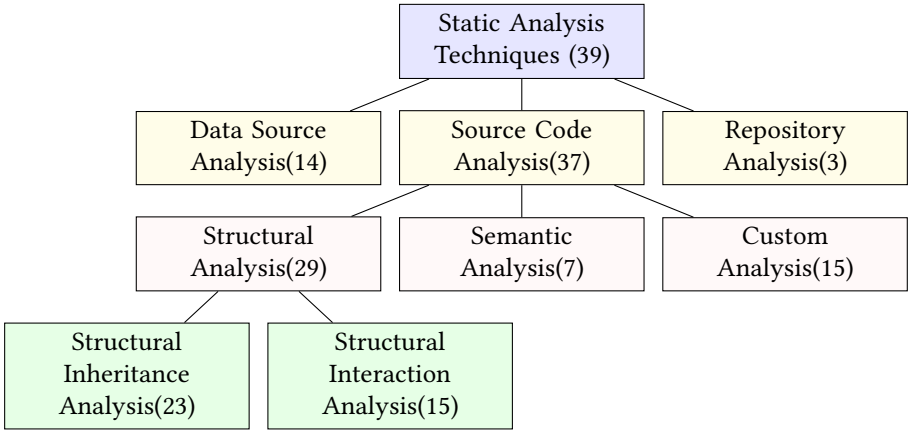 Static Analysis
Techniques (39)
Data Source
Analysis(14)
Source Code
Analysis(37)
Repository
Analysis(3)
Structural
Analysis(29)
Semantic
Analysis(7)
Custom
Analysis(15)
Structural
Inheritance
Analysis(23)
Structural
Interaction
Analysis(15)